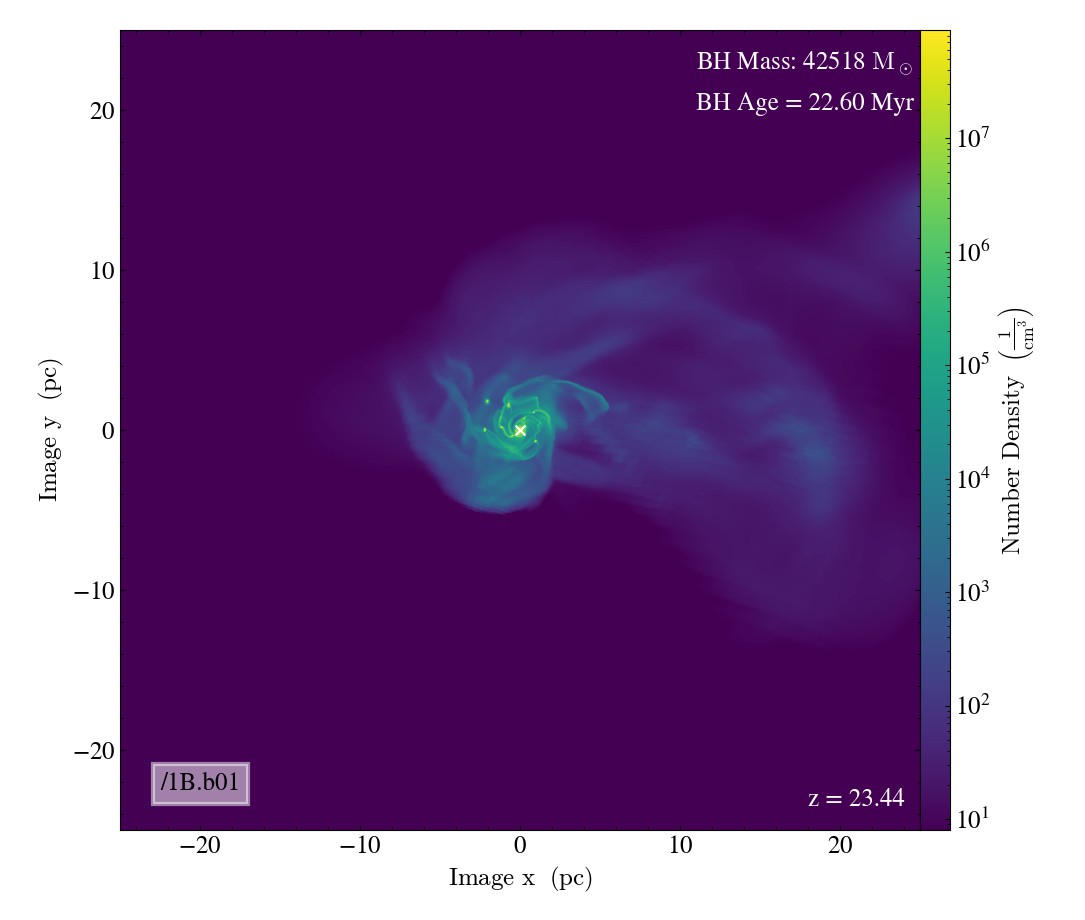 BH Mass: 42518 M☉
BH Age = 22.60 Myr
20
10
0
−10
−20
Image y (pc)
/1B.b01
z = 23.44
−20 −10 0 10 20
Image x (pc)
10⁷
10⁶
10⁵
10⁴
10³
10²
10¹
Number Density (1/cm³)